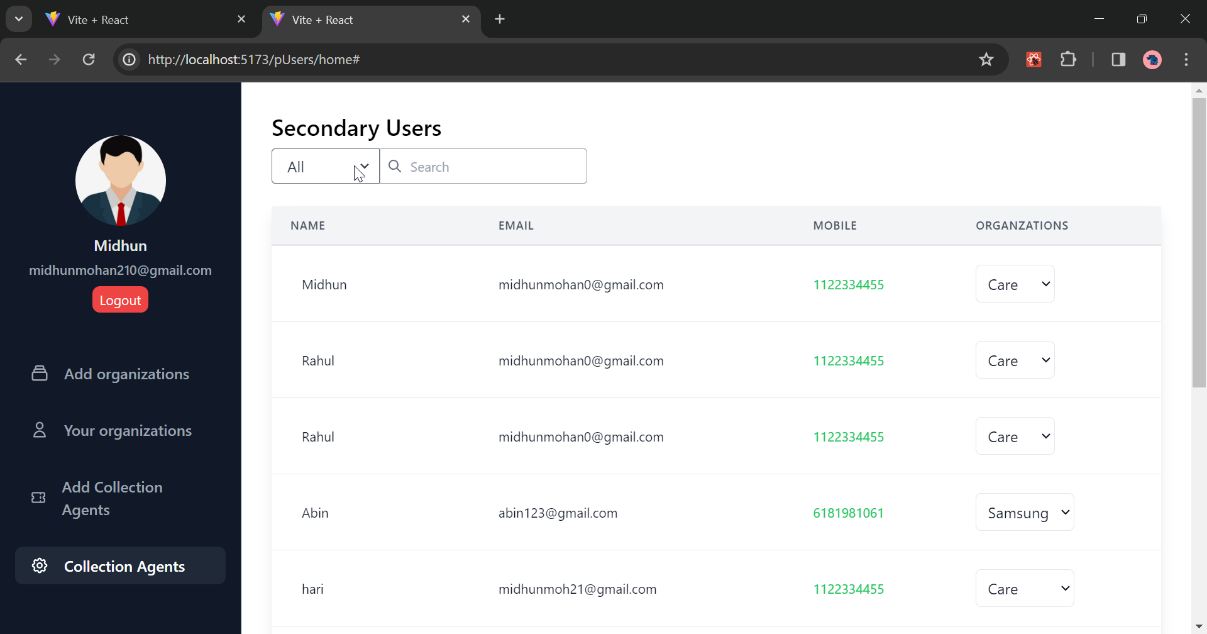 Vite + React
Vite + React
http://localhost:5173/pUsers/home#
Midhun
midhunmohan210@gmail.com
Logout
Add organizations
Your organizations
Add Collection
Agents
Collection Agents
Secondary Users
All
Search
NAME EMAIL MOBILE ORGANZATIONS
Midhun midhunmohan0@gmail.com 1122334455 Care
Rahul midhunmohan0@gmail.com 1122334455 Care
Rahul midhunmohan0@gmail.com 1122334455 Care
Abin abin123@gmail.com 6181981061 Samsung
hari midhunmoh21@gmail.com 1122334455 Care